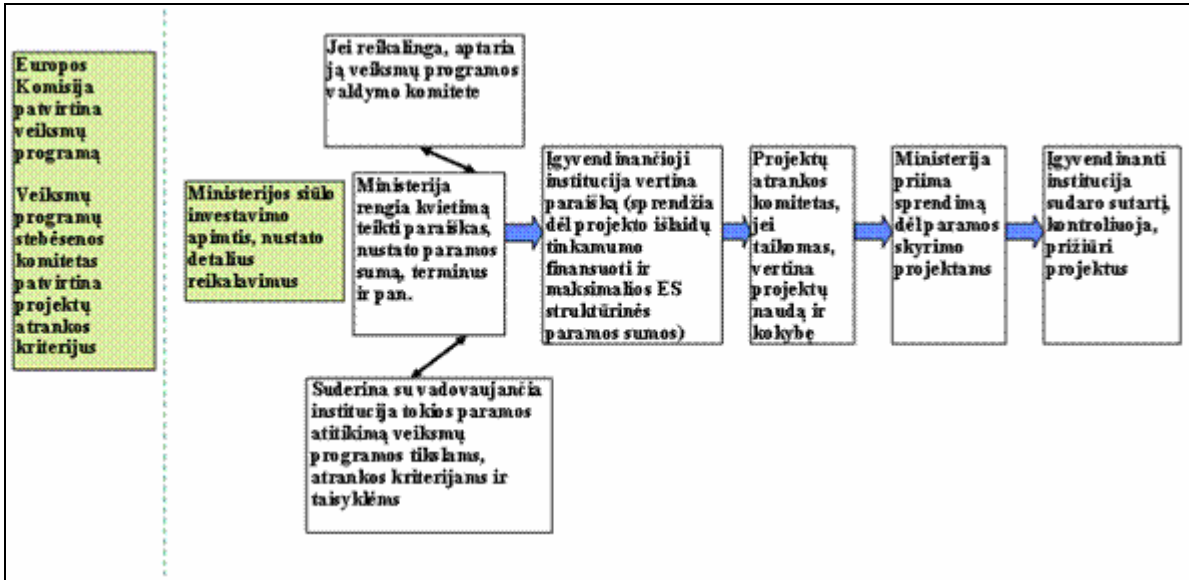 Europos
Komisija
patvirtina
veiksmų
programą
Veiksmų
programų
stebėsenos
komitetas
patvirtina
projektų
atrankos
kriterijus
Ministerijos siūlo
investavimo
apimtis, nustato
detalius
reikalavimus
Jei reikalinga, aptaria
ją veiksmų programos
valdymo komitete
Ministerija
rengia kvietimą
teikti paraiškas,
nustato paramos
sumą, terminus
ir pan.
Suderina su vadovaujančia
institucija tokios paramos
atitikimą veiksmų
programos tikslams,
atrankos kriterijams ir
taisyklėms
Įgyvendinančioji
institucija vertina
paraišką (sprendžia
dėl projekto išlaidų
tinkamumo
finansuoti ir
maksimalios ES
struktūrinės
paramos sumos)
Projektų
atrankos
komitetas,
jei
taikomas,
vertina
projektų
naudą ir
kokybę
Ministerija
priima
sprendimą
dėl paramos
skyrimo
projektams
Įgyvendinanti
institucija
sudaro sutartį,
kontroliuoja,
prižiūri
projektus